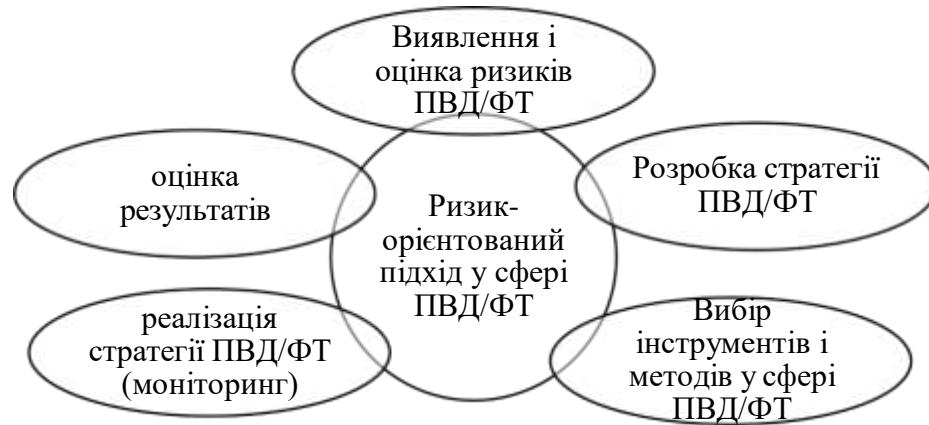 Виявлення і
оцінка ризиків
ПВД/ФТ
оцінка
результатів
Розробка стратегії
ПВД/ФТ
Ризик-
орієнтований
підхід у сфері
ПВД/ФТ
реалізація
стратегії ПВД/ФТ
(моніторинг)
Вибір
інструментів і
методів у сфері
ПВД/ФТ